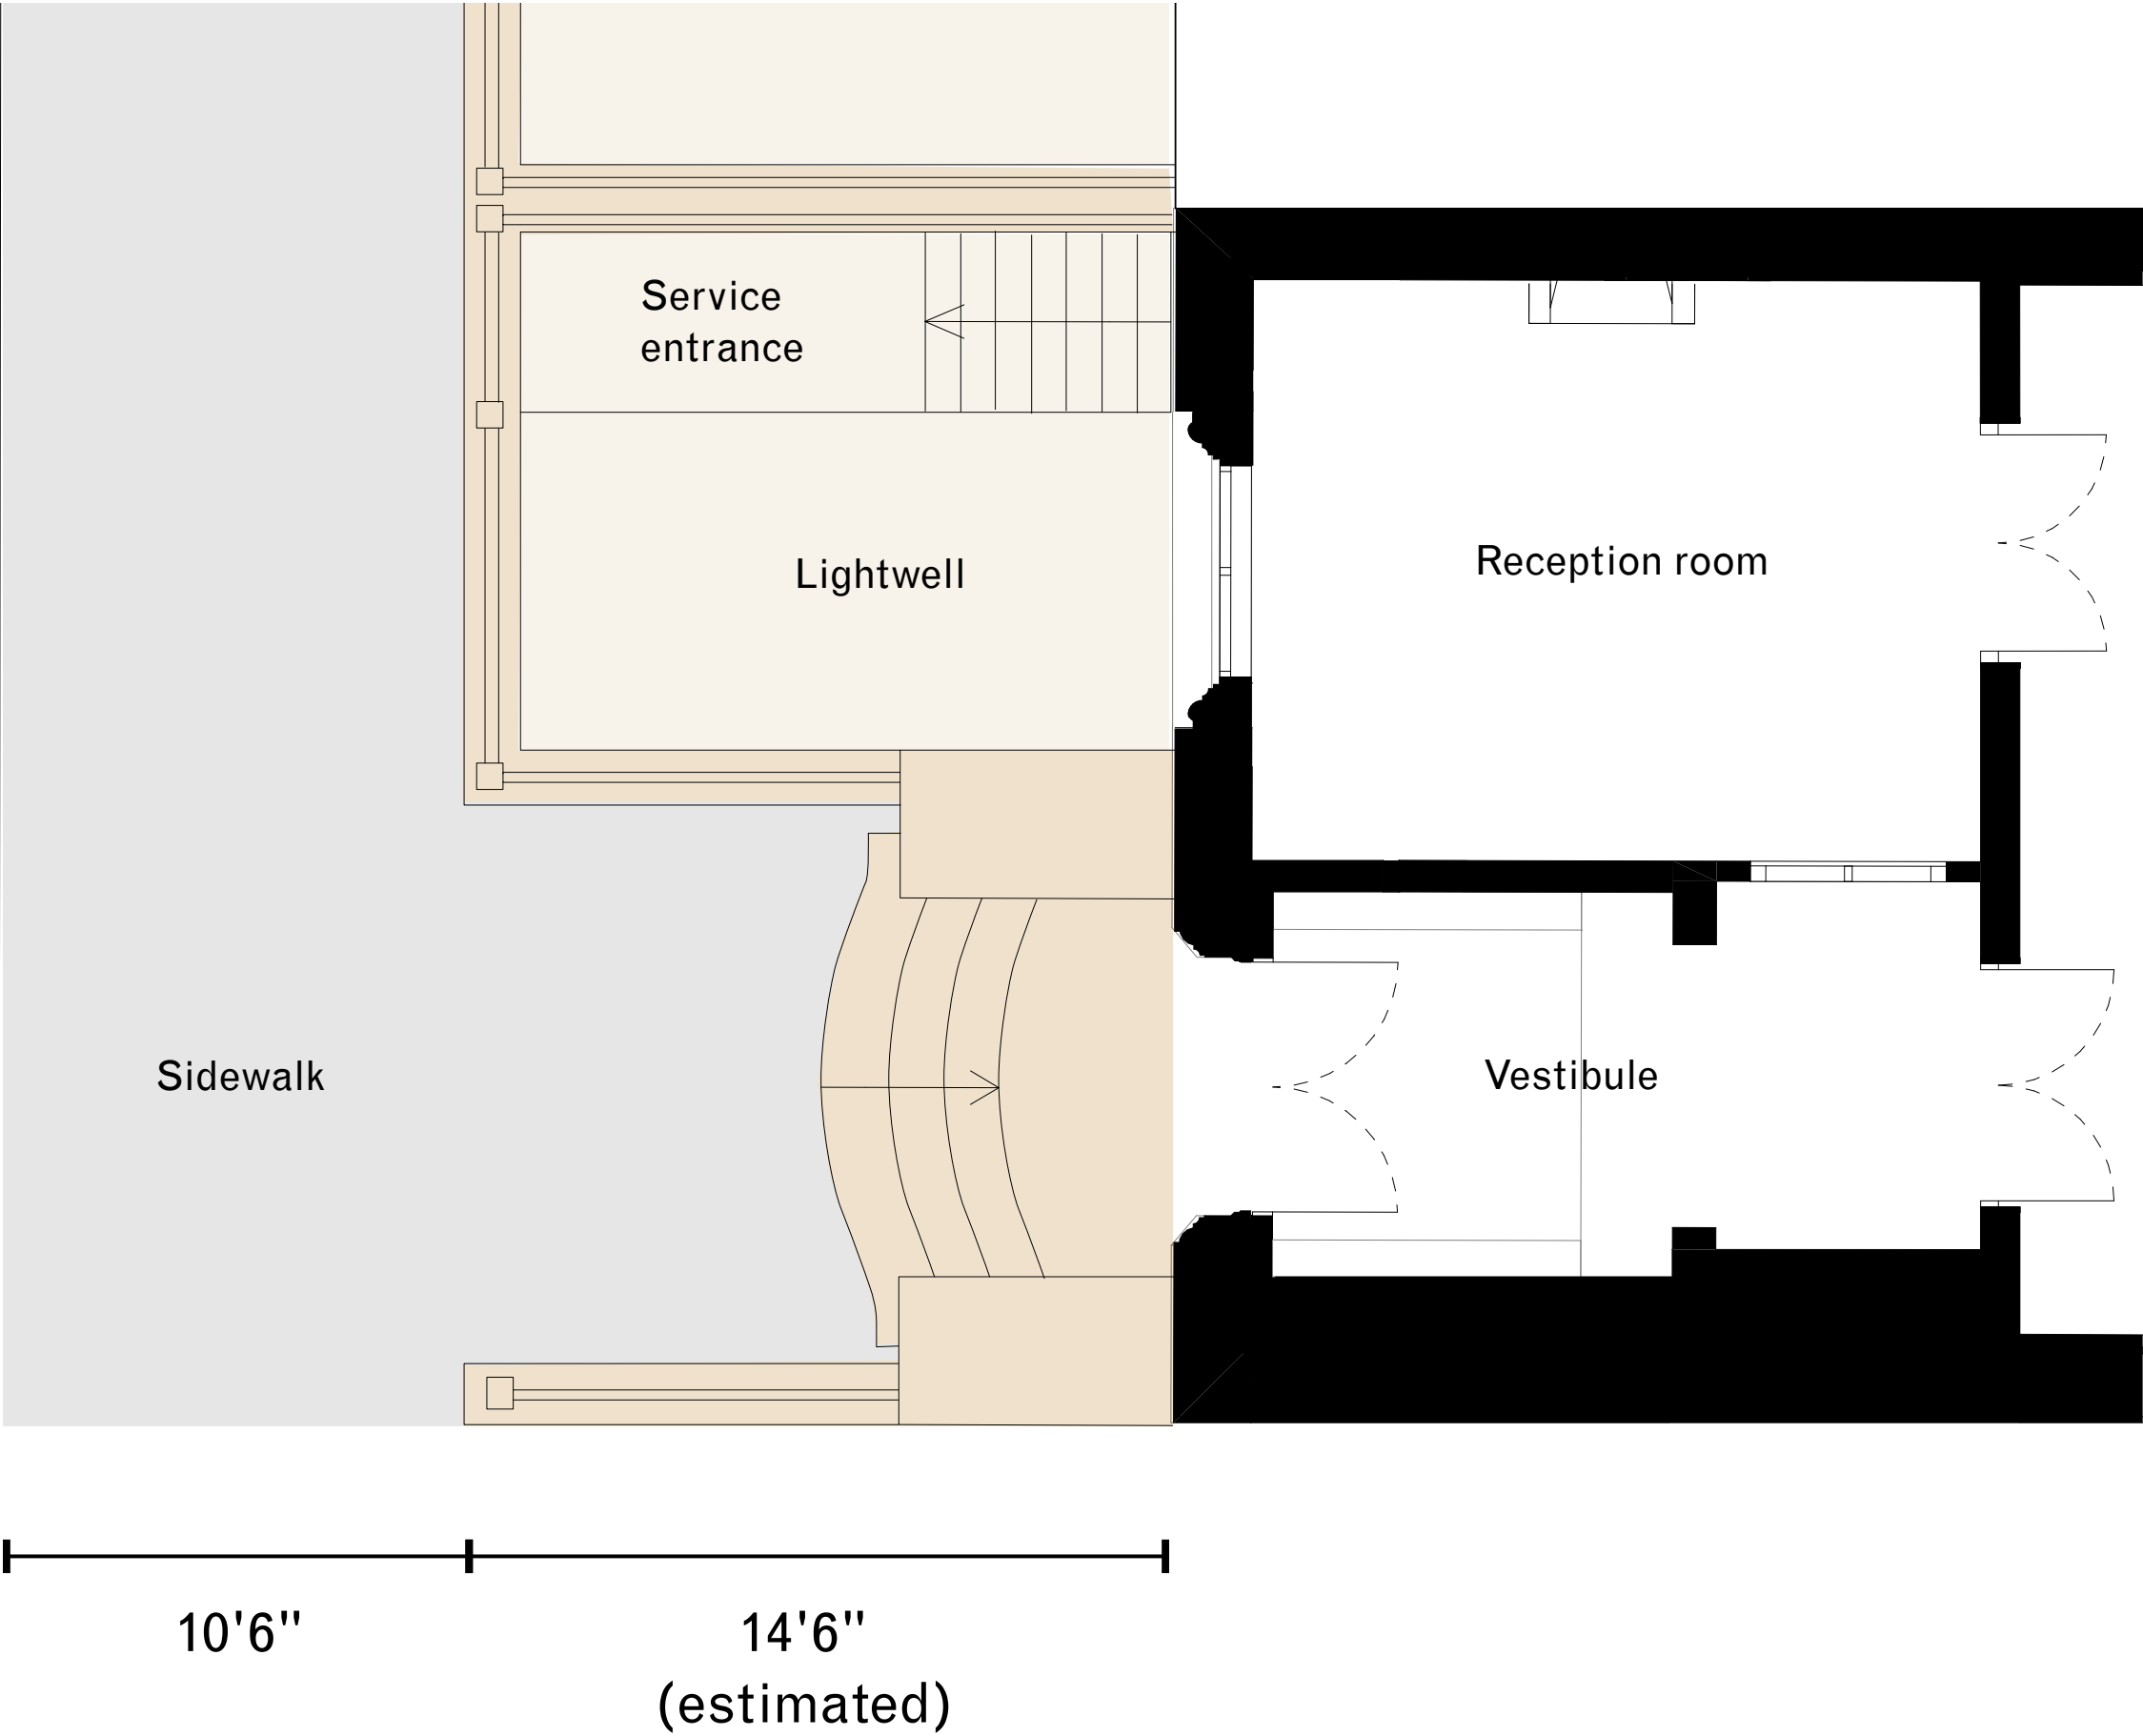 Service
entrance
Lightwell
Reception room
Sidewalk
Vestibule
10'6''
14'6''
(estimated)